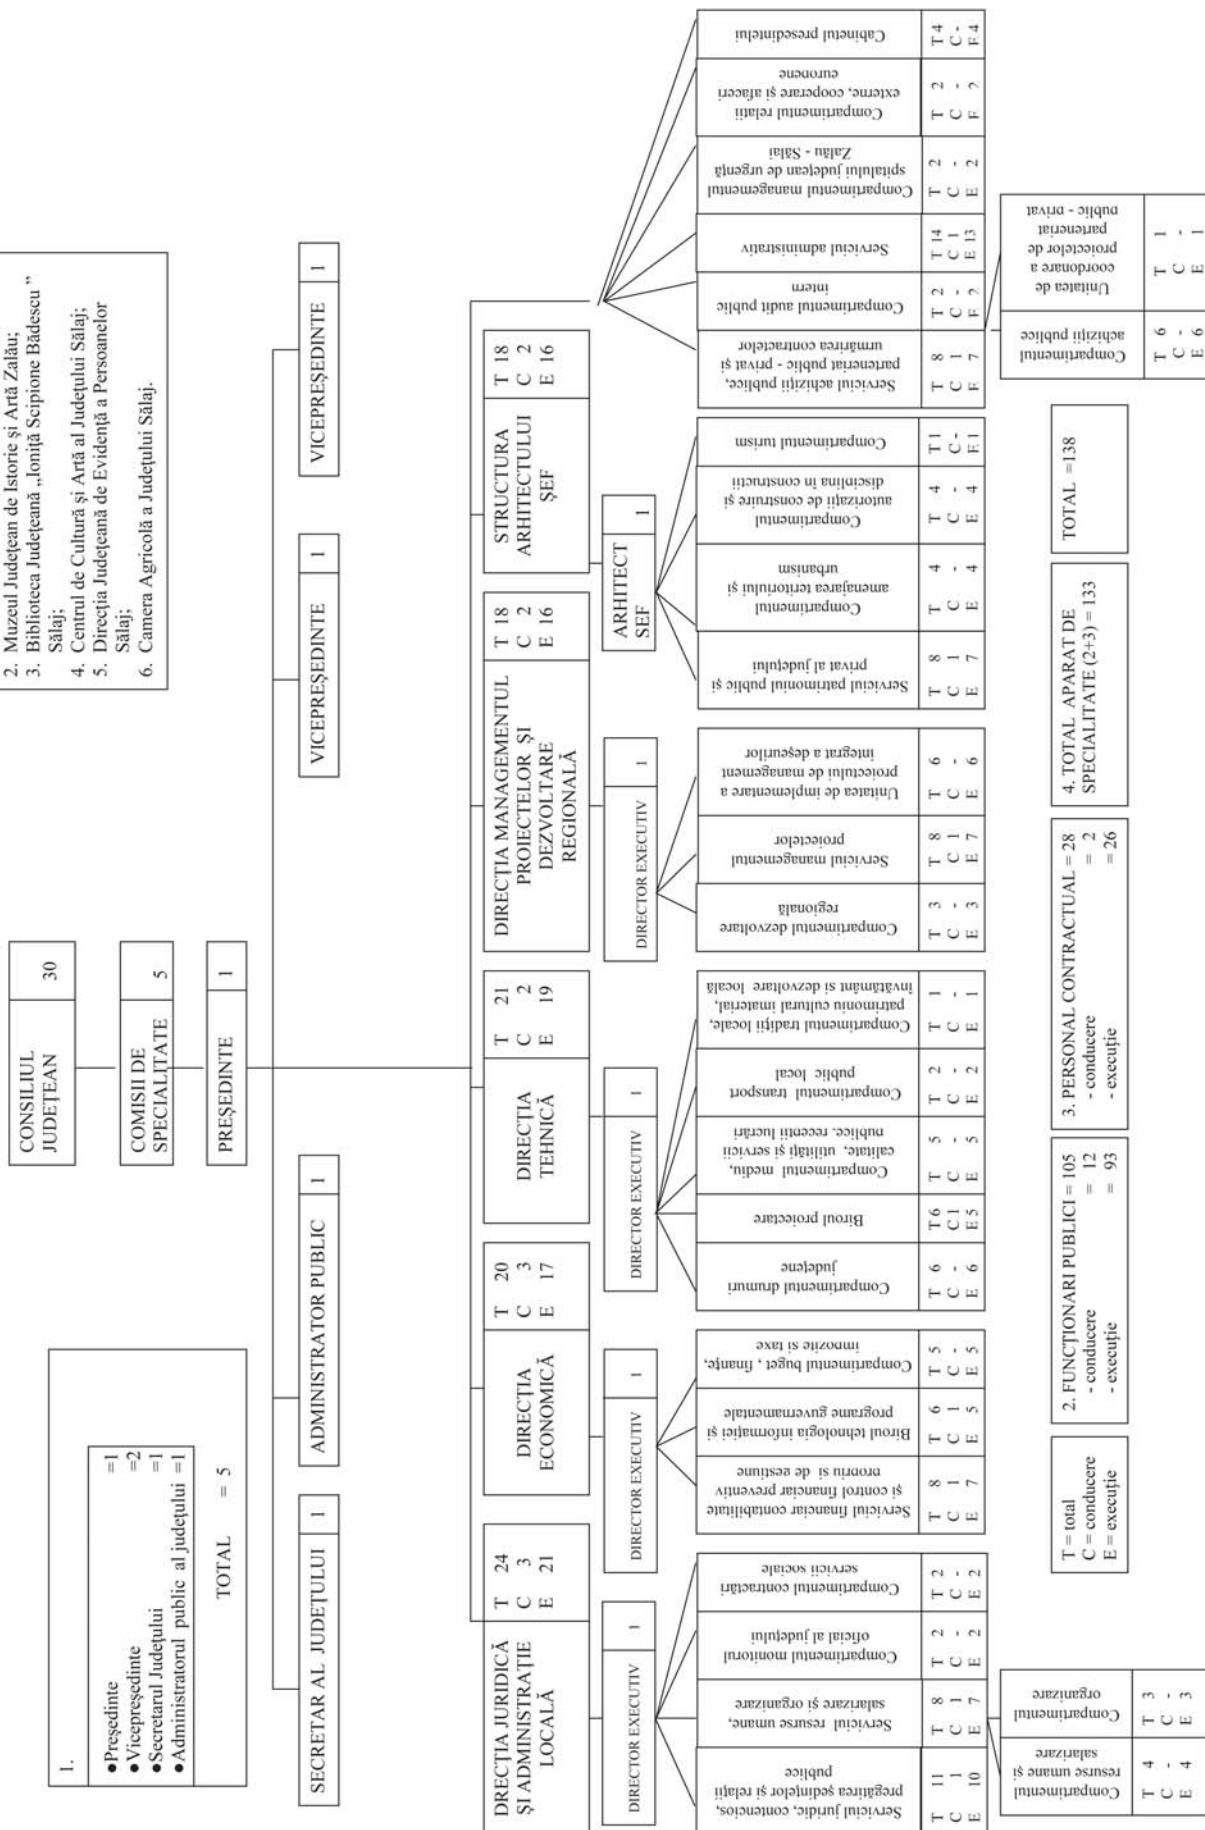 2. Muzeul Județean de Istorie și Artă Zalău;
3. Biblioteca Județeană „Ioniță Scipione Bădescu ”
Sălaj;
4. Centrul de Cultură și Artă al Județului Sălaj;
5. Direcția Județeană de Evidență a Persoanelor
Sălaj;
6. Camera Agricolă a Județului Sălaj.
1.
●Președinte =1
● Vicepreședinte =2
●Secretarul Județului =1
●Administratorul public al județului =1
TOTAL = 5
CONSILIUL
JUDEȚEAN
30
COMISII DE
SPECIALITATE
5
PREȘEDINTE
1
SECRETAR AL JUDEȚULUI
1
ADMINISTRATOR PUBLIC
1
VICEPREȘEDINTE
1
VICEPREȘEDINTE
1
DRECȚIA JURIDICĂ
ȘI ADMINISTRAȚIE
LOCALĂ
T 24
C 3
E 21
DIRECȚIA
ECONOMICĂ
T 20
C 3
E 17
DIRECȚIA
TEHNICĂ
T 21
C 2
E 19
DIRECȚIA MANAGEMENTUL
PROIECTELOR ȘI
DEZVOLTARE
REGIONALĂ
T 18
C 2
E 16
STRUCTURA
ARHITECTULUI
ȘEF
T 18
C 2
E 16
DIRECTOR EXECUTIV
1
DIRECTOR EXECUTIV
1
DIRECTOR EXECUTIV
1
DIRECTOR EXECUTIV
1
ARHITECT
SEF
1
Serviciul juridic, contencios,
pregătirea ședințelor și relații
publice
T 11
C 1
E 10
Serviciul resurse umane,
salarizare și organizare
T 8
C 1
E 7
Compartimentul monitorul
oficial al județului
T 2
C -
E 2
Compartimentul contractări
servicii sociale
T 2
C -
E 2
Serviciul financiar contabilitate
și control financiar preventiv
propriu si de gestiune
T 8
C 1
E 7
Biroul tehnologia informației și
programe guvernamentale
T 6
C 1
E 5
Compartimentul buget , finanțe,
impozite si taxe
T 5
C -
E 5
Compartimentul drumuri
județene
T 6
C -
E 6
Biroul proiectare
T6
C1
E5
Compartimentul mediu,
calitate, utilități și servicii
publice, recepții lucrări
T 5
C -
E 5
Compartimentul transport
public local
T 2
C -
E 2
Compartimentul tradiții locale,
patrimoniu cultural imaterial,
învătământ si dezvoltare locală
T 1
C -
E 1
Compartimentul dezvoltare
regională
T 3
C -
E 3
Serviciul managementul
proiectelor
T 8
C 1
E 7
Unitatea de implementare a
proiectului de management
integrat a deșeurilor
T 6
C -
E 6
Serviciul patrimoniul public și
privat al județului
T 8
C 1
E 7
Compartimentul
amenajarea teritoriului și
urbanism
T 4
C -
E 4
Compartimentul
autorizații de construire și
disciplina în constructii
T 4
C -
E 4
Compartimentul turism
T1
C-
E1
Serviciul achiziții publice,
parteneriat public - privat și
urmărirea contractelor
T 8
C 1
E 7
Compartimentul audit public
intern
T 2
C -
E 2
Serviciul administrativ
T 14
C 1
E 13
Compartimentul managementul
spitalului județean de urgență
Zalău - Sălaj
T 2
C -
E 2
Compartimentul relatii
externe, cooperare și afaceri
europene
T 2
C -
E 2
Cabinetul presedintelui
T 4
C -
E 4
Compartimentul
resurse umane și
salarizare
T 4
C -
E 4
Compartimentul
organizare
T 3
C -
E 3
Compartimentul
achiziții publice
T 6
C -
E 6
Unitatea de
coordonare a
proiectelor de
parteneriat
public - privat
T 1
C -
E 1
T = total
C = conducere
E = execuție
2. FUNCȚIONARI PUBLICI = 105
- conducere = 12
- execuție = 93
3. PERSONAL CONTRACTUAL = 28
- conducere = 2
- execuție = 26
4. TOTAL APARAT DE
SPECIALITATE (2+3) = 133
TOTAL =138